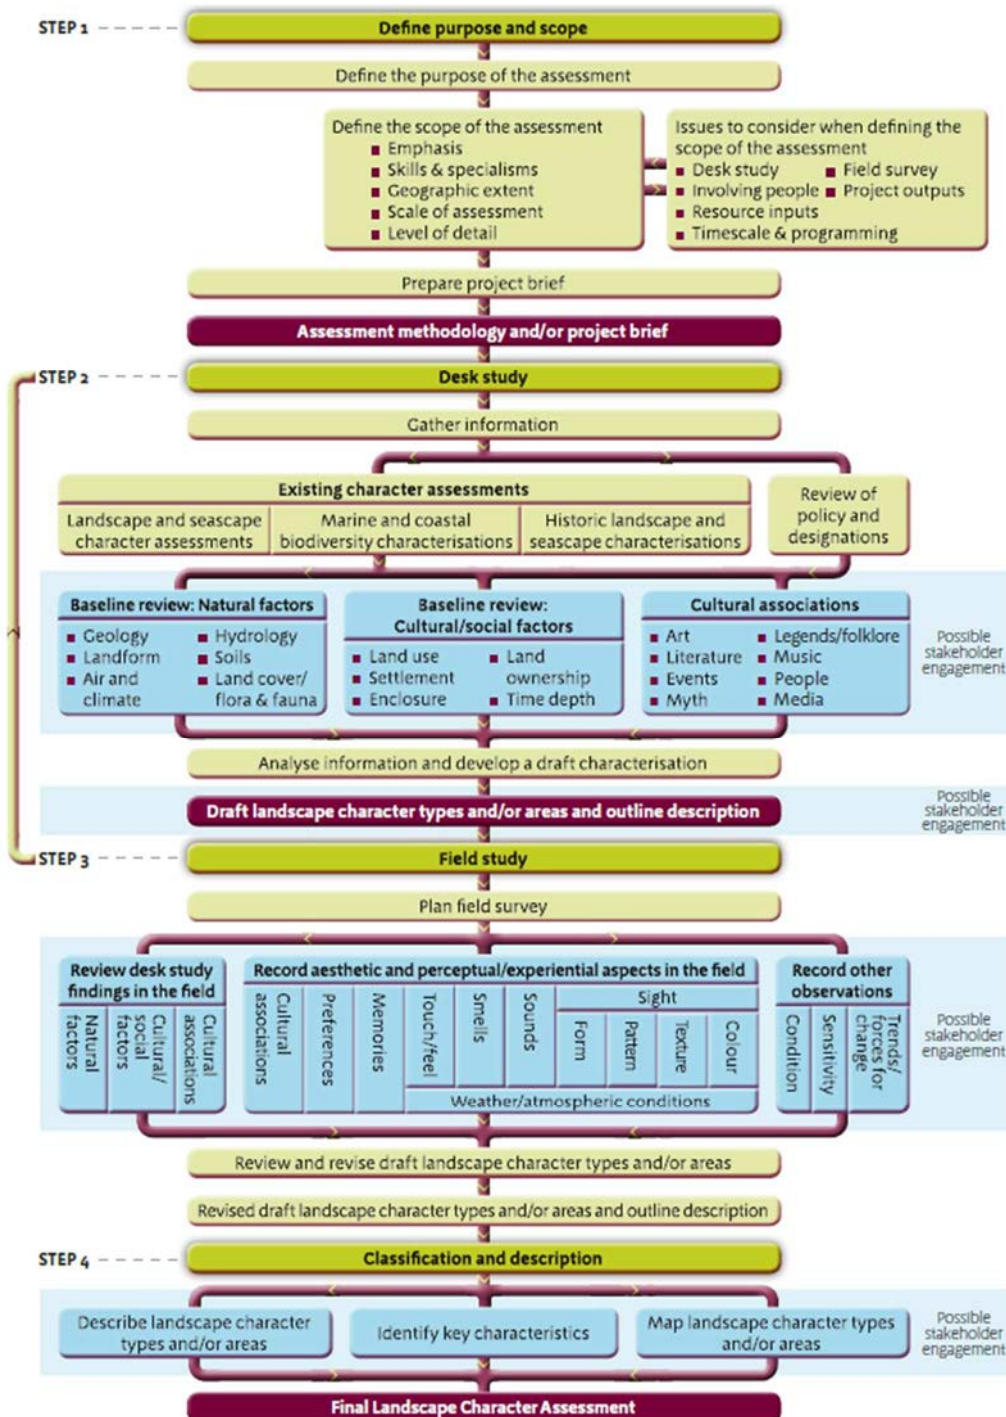 STEP 1
Define purpose and scope
Define the purpose of the assessment
Define the scope of the assessment
Emphasis
Skills & specialisms
Geographic extent
Scale of assessment
Level of detail
Issues to consider when defining the
scope of the assessment
Desk study
Field survey
Involving people
Project outputs
Resource inputs
Timescale & programming
Prepare project brief
Assessment methodology and/or project brief
STEP 2
Desk study
Gather information
Existing character assessments
Landscape and seascape
character assessments
Marine and coastal
biodiversity characterisations
Historic landscape and
seascape characterisations
Review of
policy and
designations
Baseline review: Natural factors
Geology
Landform
Air and
climate
Hydrology
Soils
Land cover/
flora & fauna
Baseline review:
Cultural/social factors
Land use
Settlement
Enclosure
Land
ownership
Time depth
Cultural associations
Art
Literature
Events
Myth
Legends/folklore
Music
People
Media
Possible
stakeholder
engagement
Analyse information and develop a draft characterisation
Draft landscape character types and/or areas and outline description
Possible
stakeholder
engagement
STEP 3
Field study
Plan field survey
Review desk study
findings in the field
Natural
factors
Cultural/
social
factors
Cultural
associations
Record aesthetic and perceptual/experiential aspects in the field
Cultural
associations
Preferences
Memories
Touch/feel
Smells
Sounds
Sight
Form
Pattern
Texture
Colour
Weather/atmospheric conditions
Record other
observations
Condition
Sensitivity
Trends/
forces for
change
Possible
stakeholder
engagement
Review and revise draft landscape character types and/or areas
Revised draft landscape character types and/or areas and outline description
STEP 4
Classification and description
Describe landscape character
types and/or areas
Identify key characteristics
Map landscape character types
and/or areas
Possible
stakeholder
engagement
Final Landscape Character Assessment